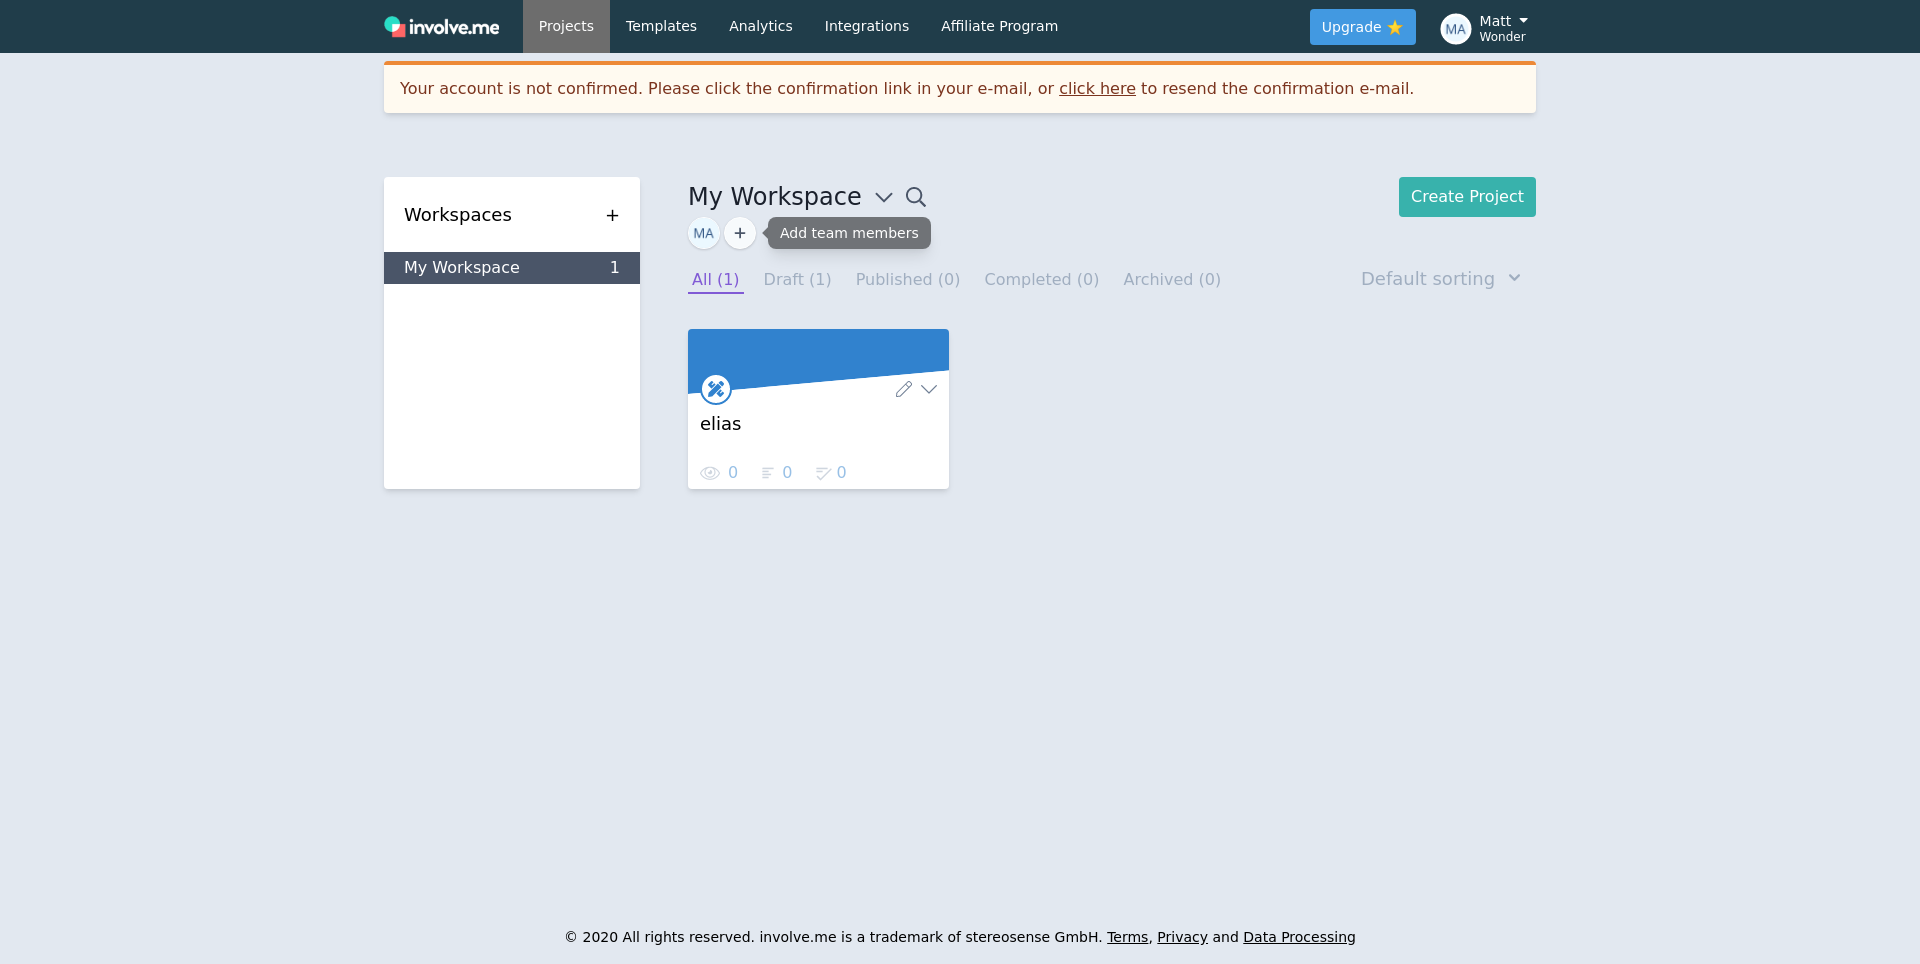 involve.me
Projects
Templates
Analytics
Integrations
Affiliate Program
Upgrade
MA
Matt
Wonder
Your account is not confirmed. Please click the confirmation link in your e-mail, or click here to resend the confirmation e-mail.
Workspaces +
My Workspace 1
My Workspace
Create Project
MA + Add team members
All (1) Draft (1) Published (0) Completed (0) Archived (0) Default sorting
elias
0 0 0
© 2020 All rights reserved. involve.me is a trademark of stereosense GmbH. Terms, Privacy and Data Processing